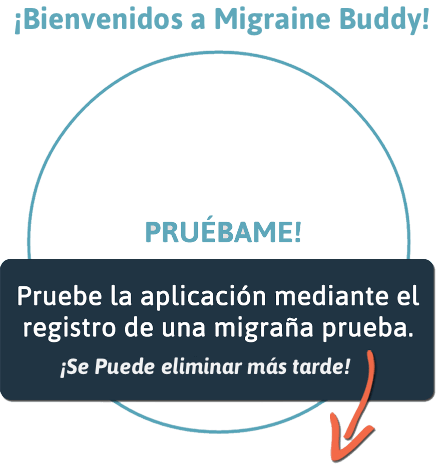 ¡Bienvenidos a Migraine Buddy!
PRUÉBAME!
Pruebe la aplicación mediante el
registro de una migraña prueba.
¡Se Puede eliminar más tarde!